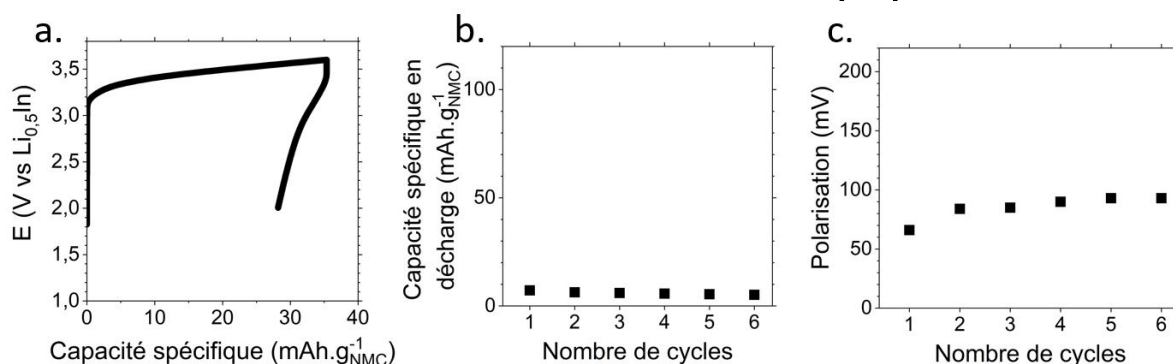 a.
E (V vs Li0,5In)
3,5
3,0
2,5
2,0
1,5
1,0
0 10 20 30 40
Capacité spécifique (mAh.g-1NMC)
b.
Capacité spécifique en
décharge (mAh.g-1NMC)
100
50
0
1 2 3 4 5 6
Nombre de cycles
c.
Polarisation (mV)
200
150
100
50
0
1 2 3 4 5 6
Nombre de cycles